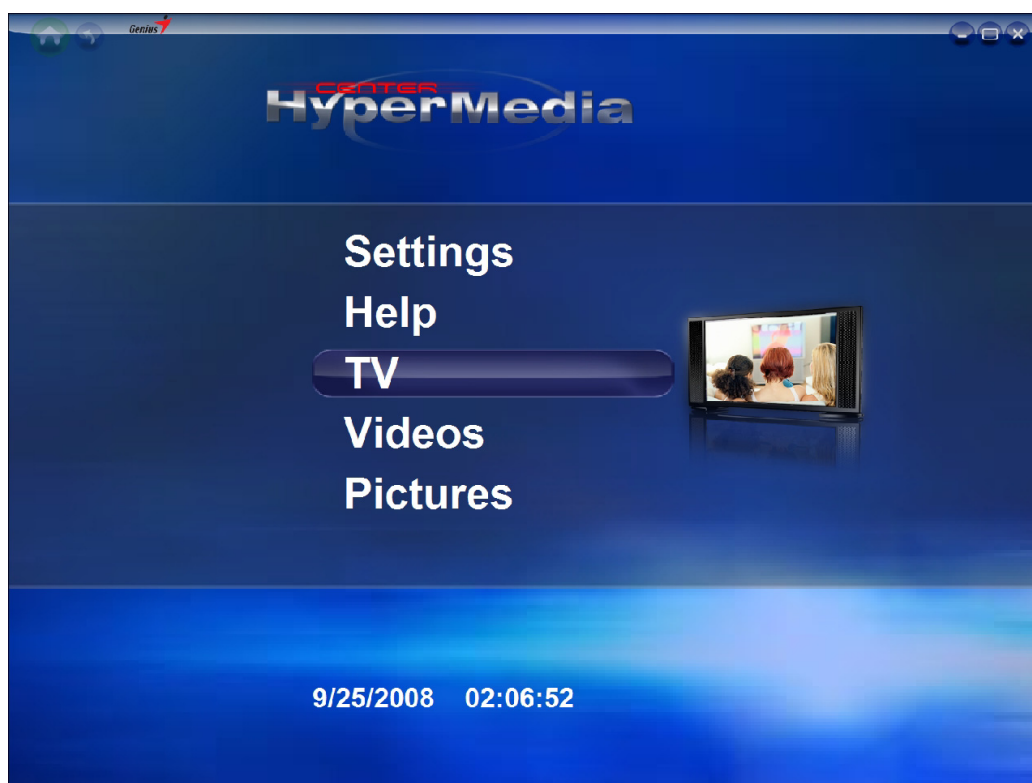 Genius
CENTER
HyperMedia
Settings
Help
TV
Videos
Pictures
9/25/2008 02:06:52